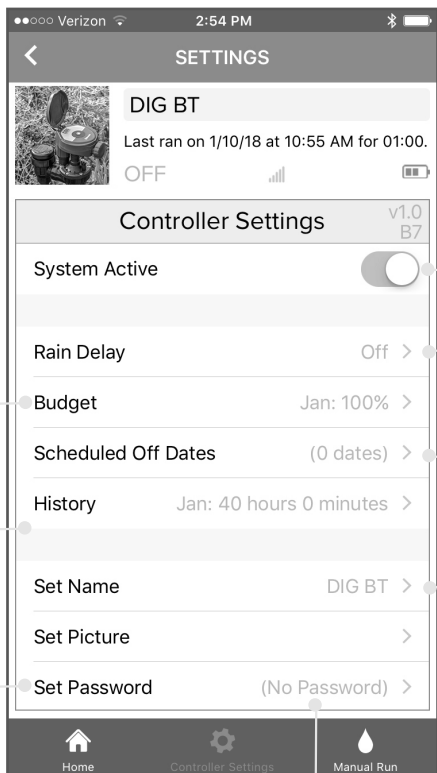 Verizon 2:54 PM
SETTINGS
DIG BT
Last ran on 1/10/18 at 10:55 AM for 01:00.
OFF
Controller Settings v1.0
B7
System Active
Rain Delay Off
Budget Jan: 100%
Scheduled Off Dates (0 dates)
History Jan: 40 hours 0 minutes
Set Name DIG BT
Set Picture
Set Password (No Password)
Home Controller Settings Manual Run